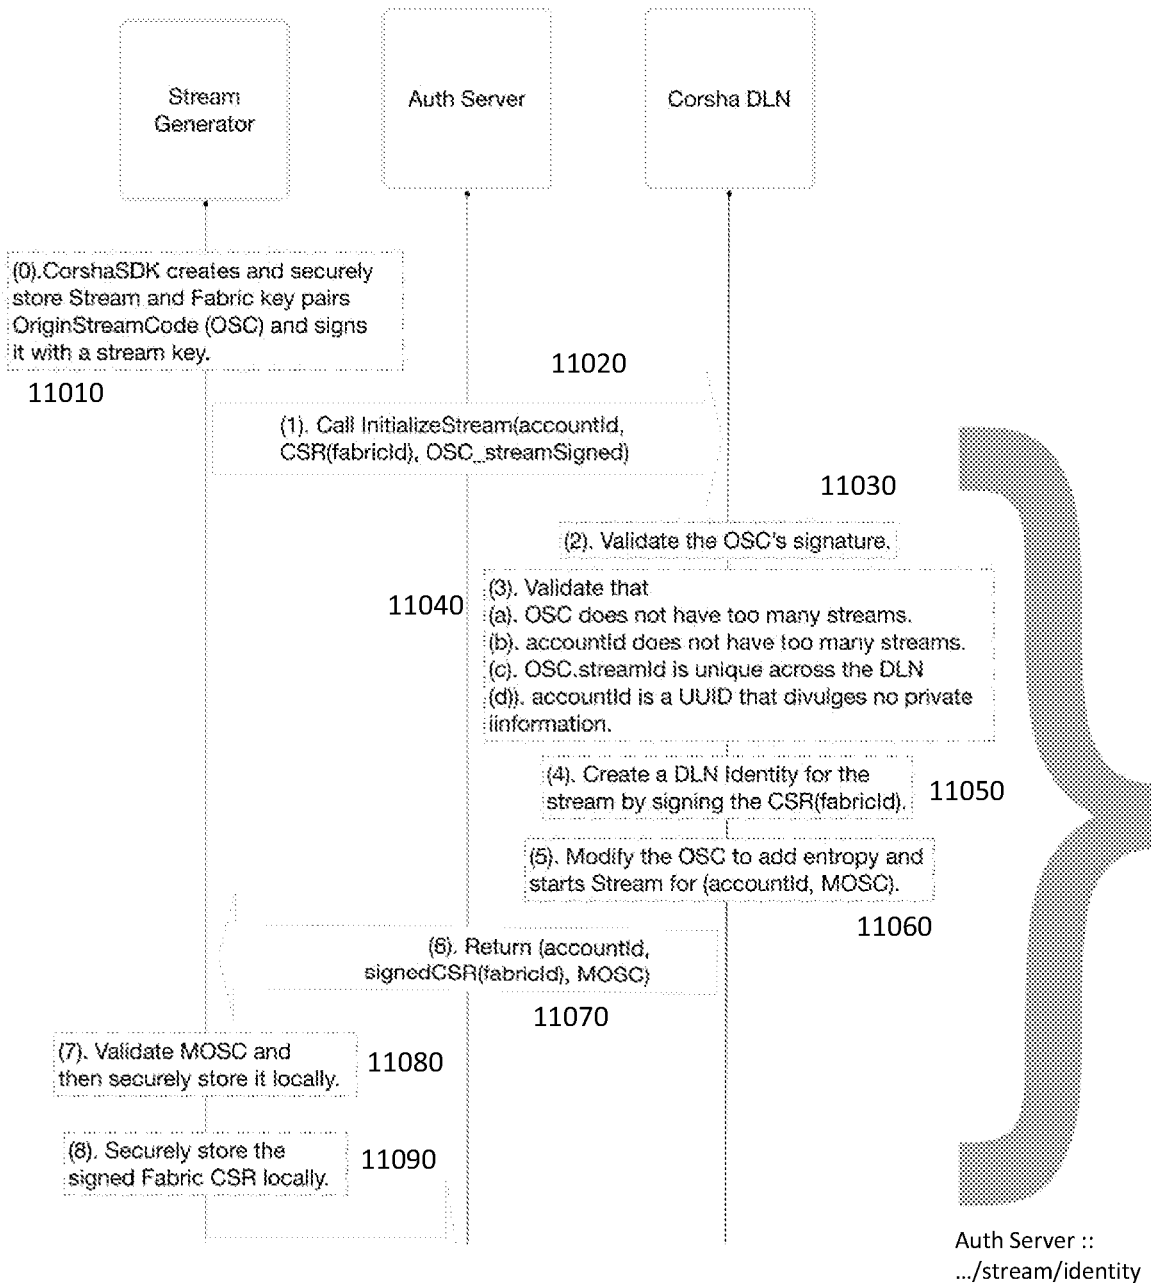 Stream
Generator
Auth Server
Corsha DLN
(0).CorshaSDK creates and securely
store Stream and Fabric key pairs
OriginStreamCode (OSC) and signs
it with a stream key.
11010
11020
(1). Call InitializeStream(accountId,
CSR(fabricId), OSC_streamSigned)
11030
(2). Validate the OSC's signature.
11040
(3). Validate that
(a). OSC does not have too many streams.
(b). accountId does not have too many streams.
(c). OSC.streamId is unique across the DLN
(d)). accountId is a UUID that divulges no private
iinformation.
(4). Create a DLN Identity for the
stream by signing the CSR(fabricId).
11050
(5). Modify the OSC to add entropy and
starts Stream for (accountId, MOSC).
11060
(6). Return (accountId,
signedCSR(fabricId), MOSC)
11070
(7). Validate MOSC and
then securely store it locally.
11080
(8). Securely store the
signed Fabric CSR locally.
11090
Auth Server ::
.../stream/identity